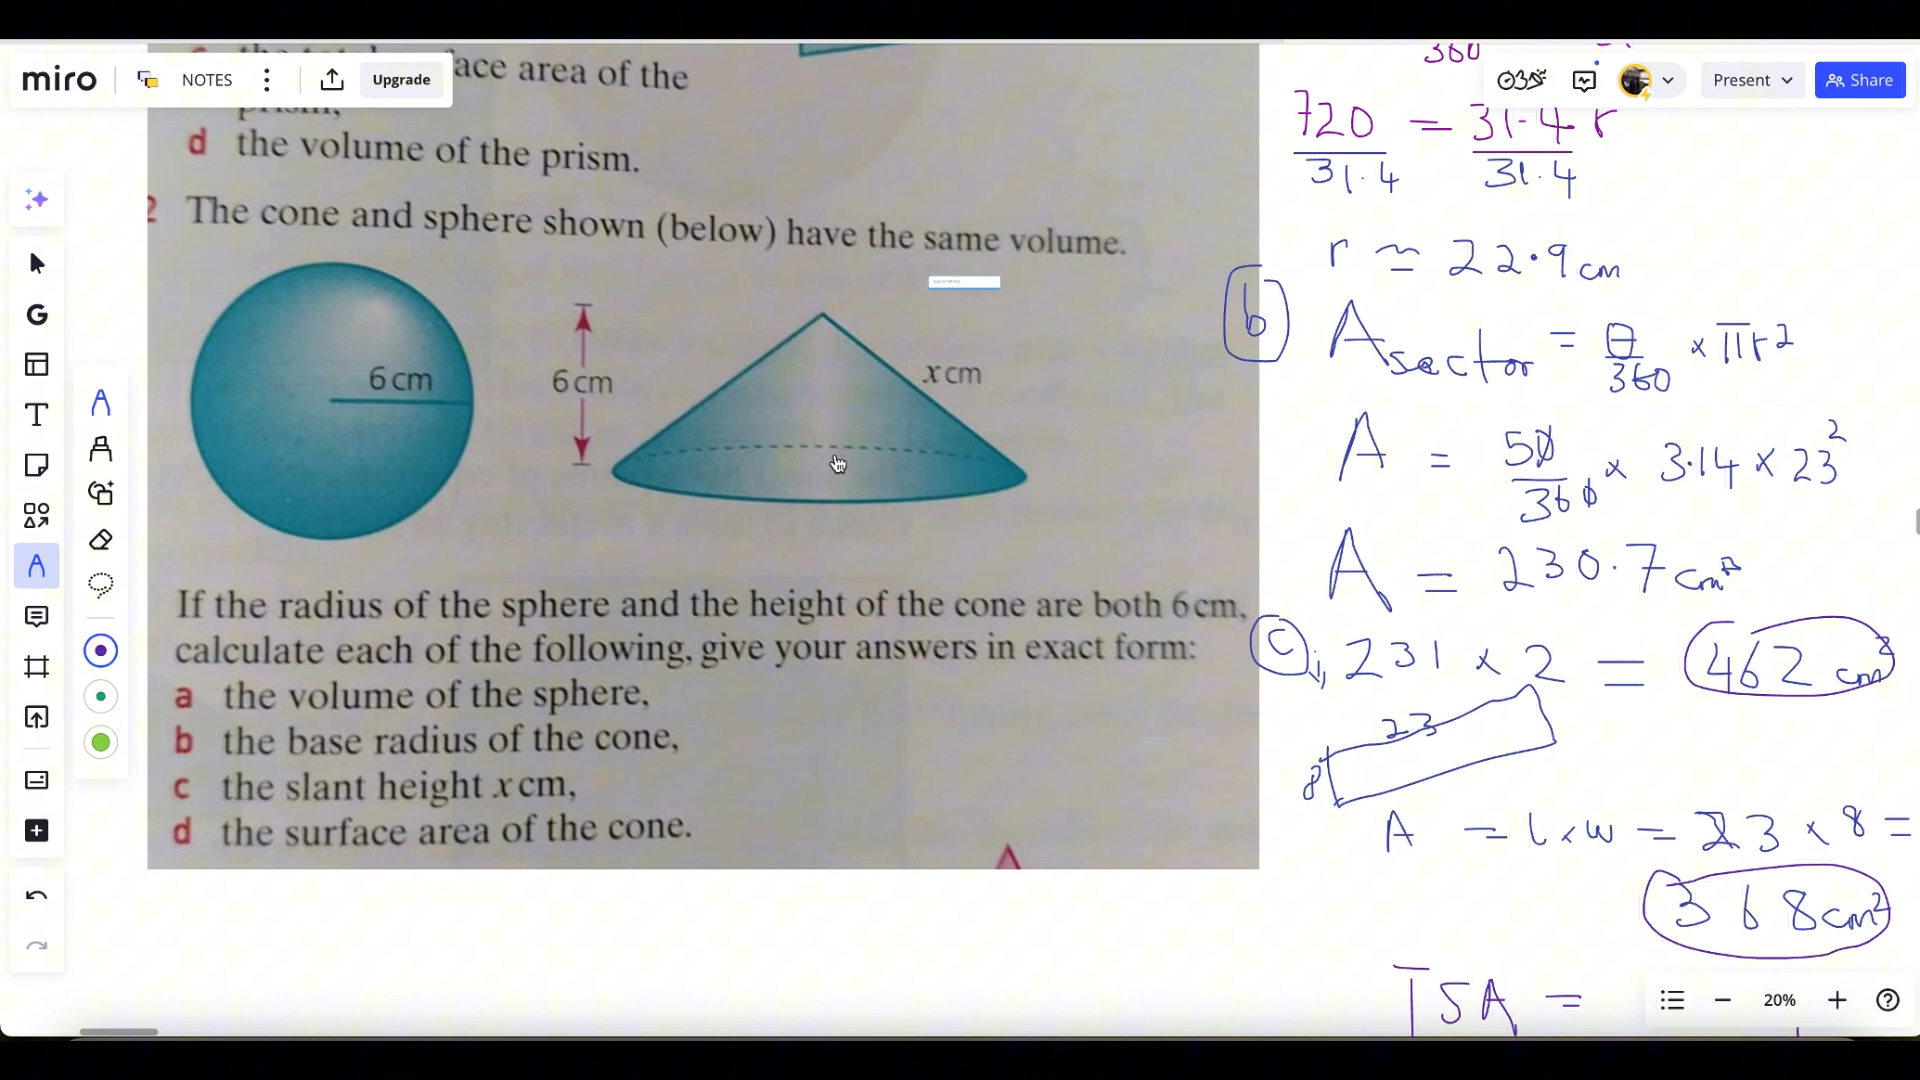 miro NOTES Upgrade Present Share
360
face area of the
prism,
d the volume of the prism.
2 The cone and sphere shown (below) have the same volume.
6 cm
6 cm
x cm
If the radius of the sphere and the height of the cone are both 6 cm,
calculate each of the following, give your answers in exact form:
a the volume of the sphere,
b the base radius of the cone,
c the slant height x cm,
d the surface area of the cone.
720 = 31.4 r
31.4 31.4
r ≃ 22.9 cm
b A sector = θ/360 × πr²
A = 50/360 × 3.14 × 23²
A = 230.7 cm²
c i, 231 × 2 = 462 cm²
23
8
A = l × w = 23 × 8 =
368 cm²
TSA =
20%